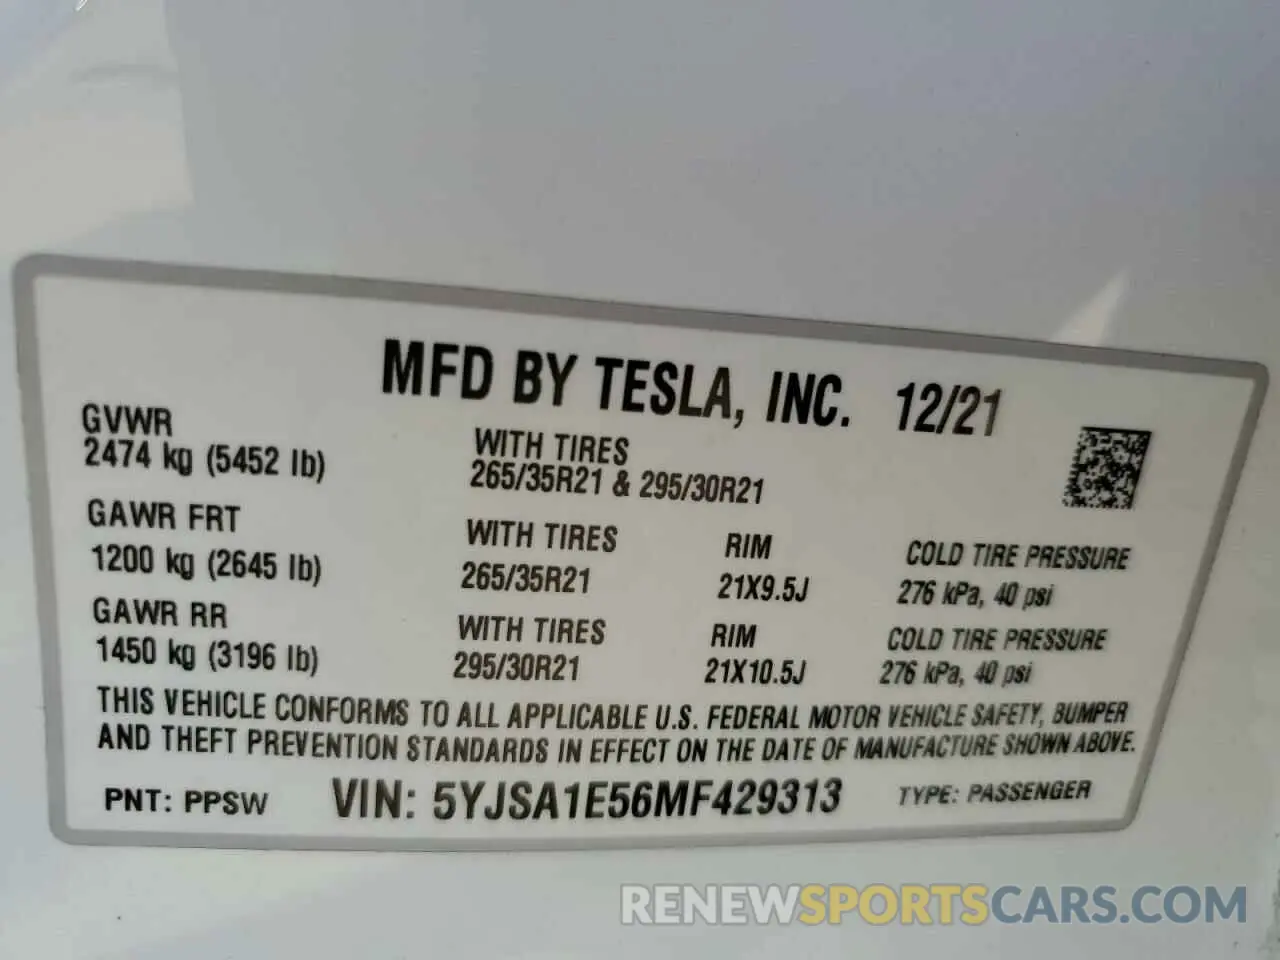 MFD BY TESLA, INC. 12/21
GVWR
2474 kg (5452 lb)
WITH TIRES
265/35R21 & 295/30R21
GAWR FRT
1200 kg (2645 lb)
WITH TIRES
265/35R21
RIM
21X9.5J
COLD TIRE PRESSURE
276 kPa, 40 psi
GAWR RR
1450 kg (3196 lb)
WITH TIRES
295/30R21
RIM
21X10.5J
COLD TIRE PRESSURE
276 kPa, 40 psi
THIS VEHICLE CONFORMS TO ALL APPLICABLE U.S. FEDERAL MOTOR VEHICLE SAFETY, BUMPER
AND THEFT PREVENTION STANDARDS IN EFFECT ON THE DATE OF MANUFACTURE SHOWN ABOVE.
PNT: PPSW VIN: 5YJSA1E56MF429313 TYPE: PASSENGER
RENEWSPORTSCARS.COM